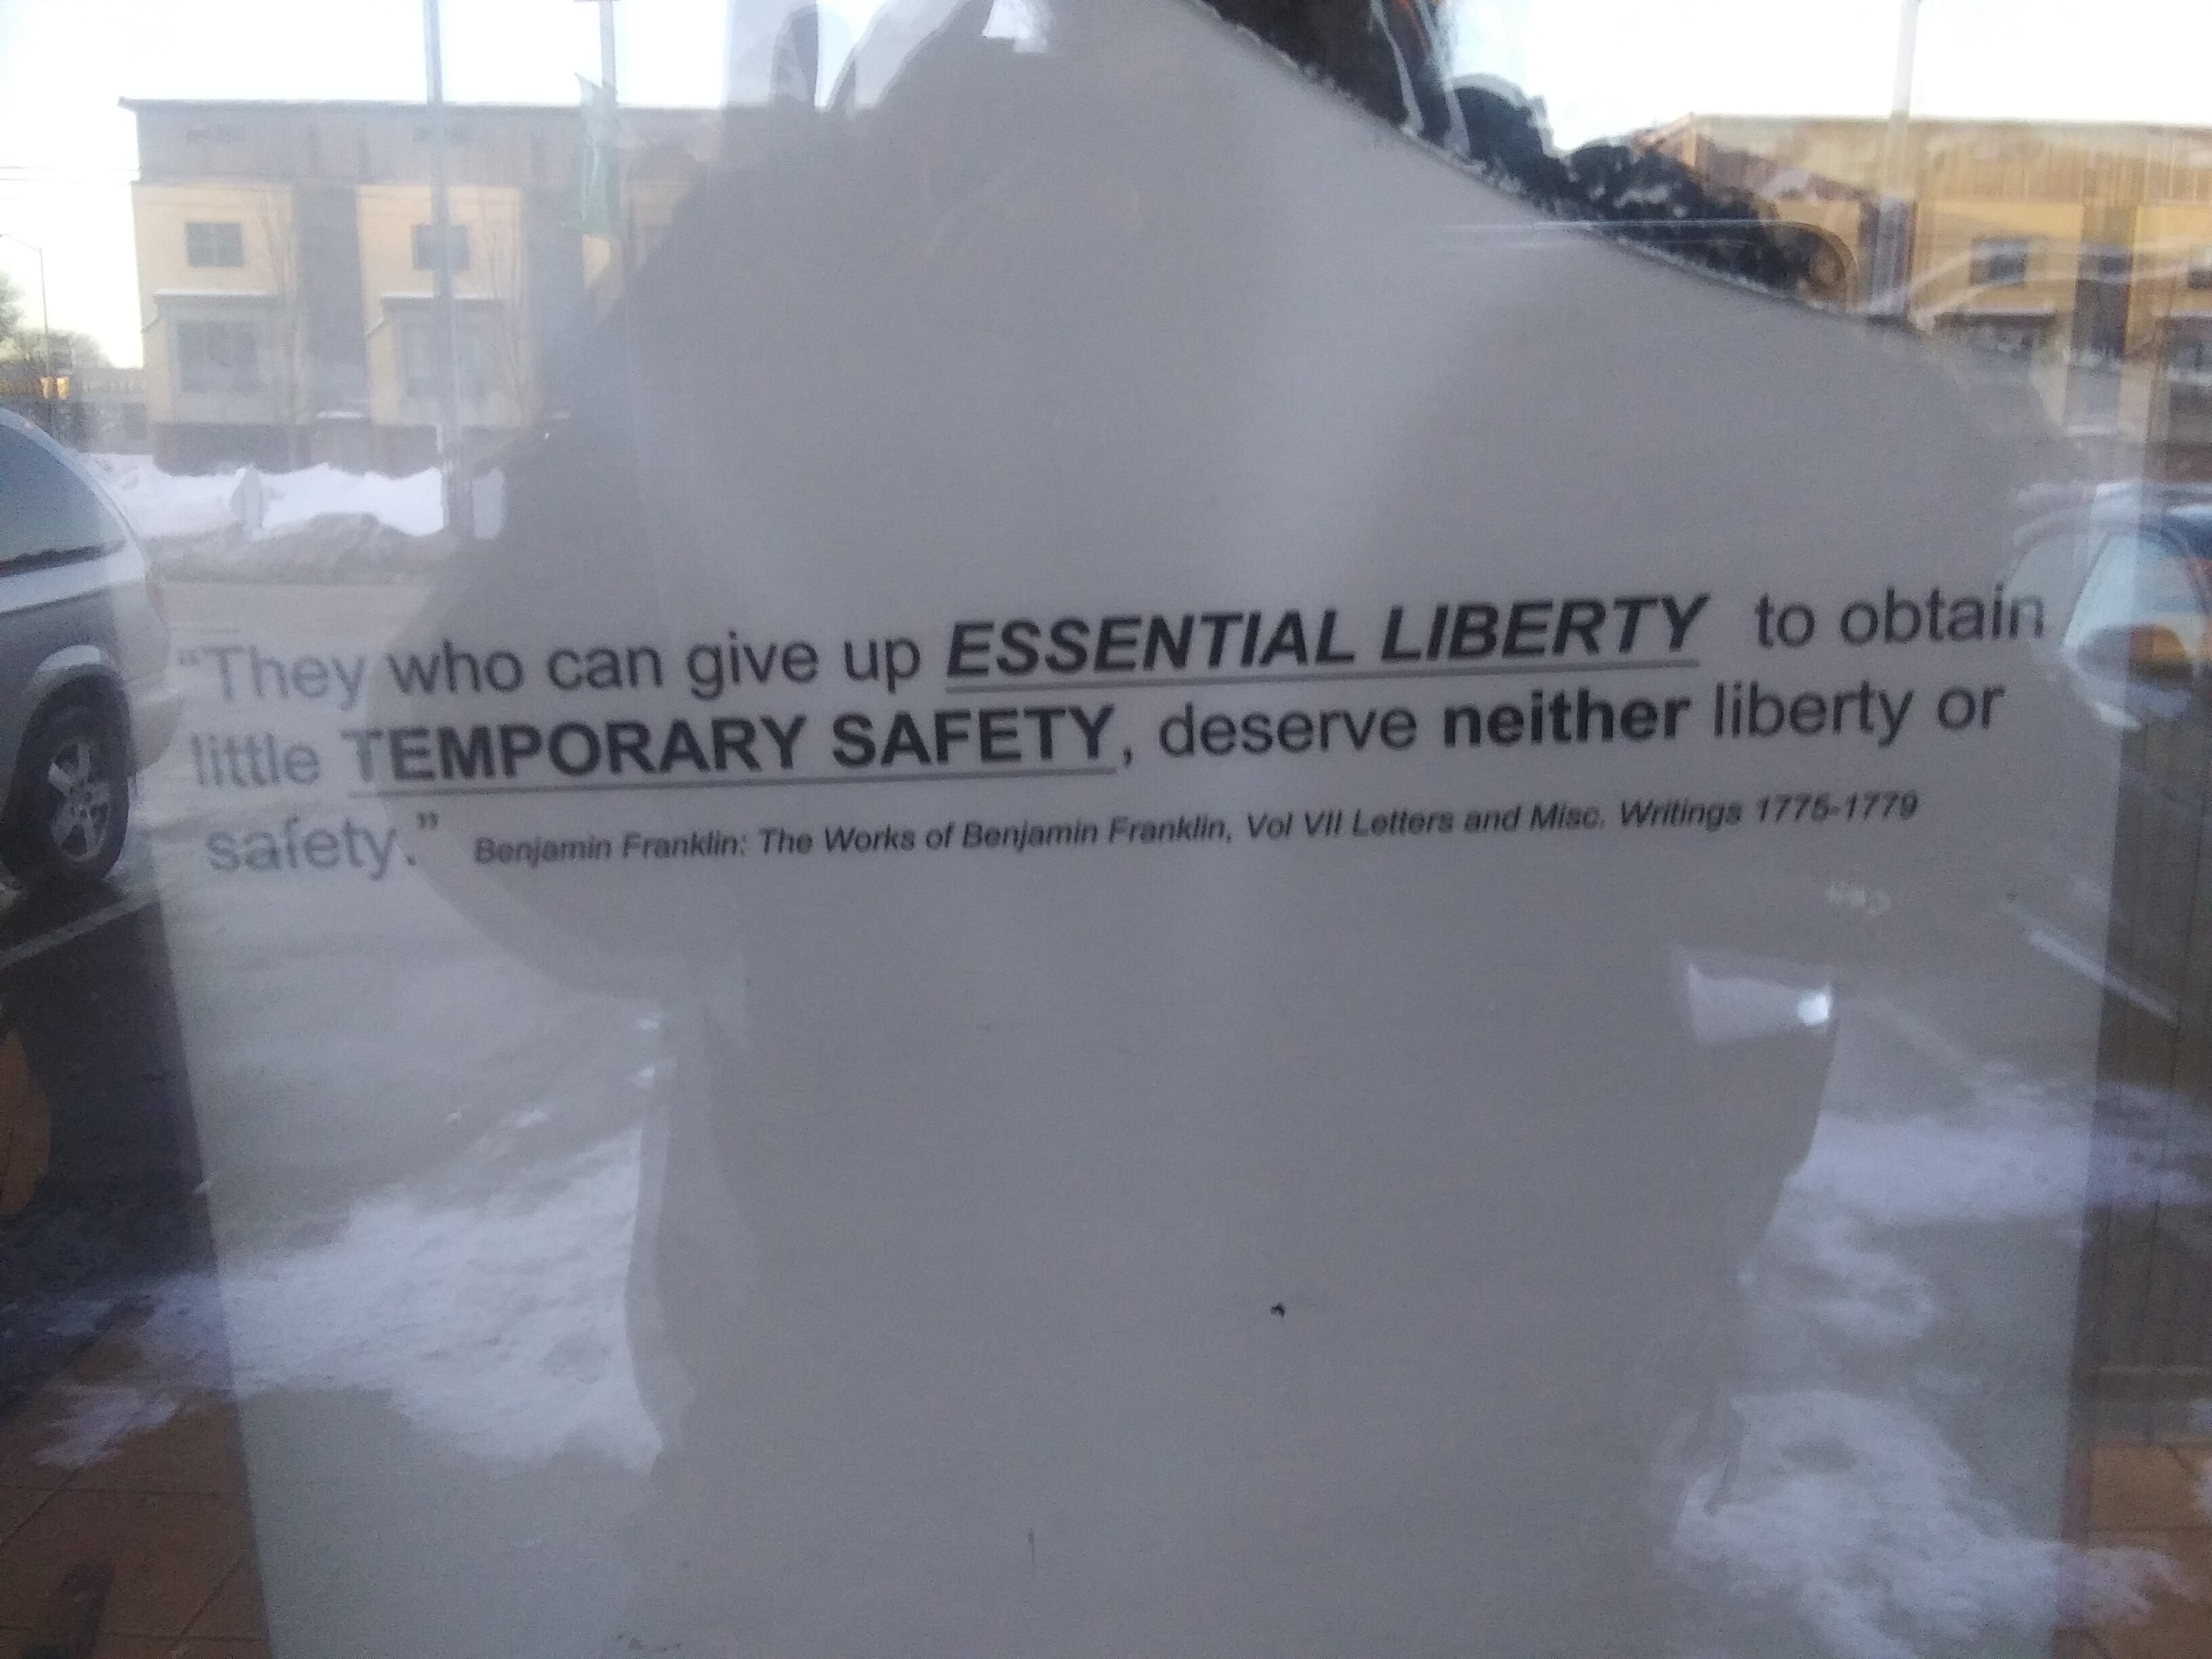 “They who can give up ESSENTIAL LIBERTY to obtain
little TEMPORARY SAFETY, deserve neither liberty or
safety.” Benjamin Franklin: The Works of Benjamin Franklin, Vol VII Letters and Misc. Writings 1775-1779